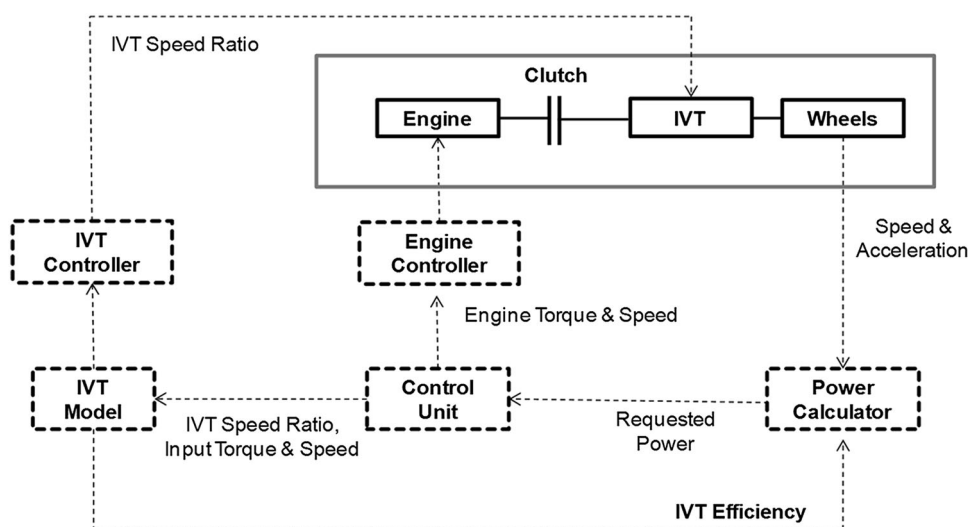 IVT Speed Ratio
Clutch
Engine
IVT
Wheels
IVT
Controller
Engine
Controller
Speed &
Acceleration
Engine Torque & Speed
IVT
Model
Control
Unit
Power
Calculator
IVT Speed Ratio,
Input Torque & Speed
Requested
Power
IVT Efficiency